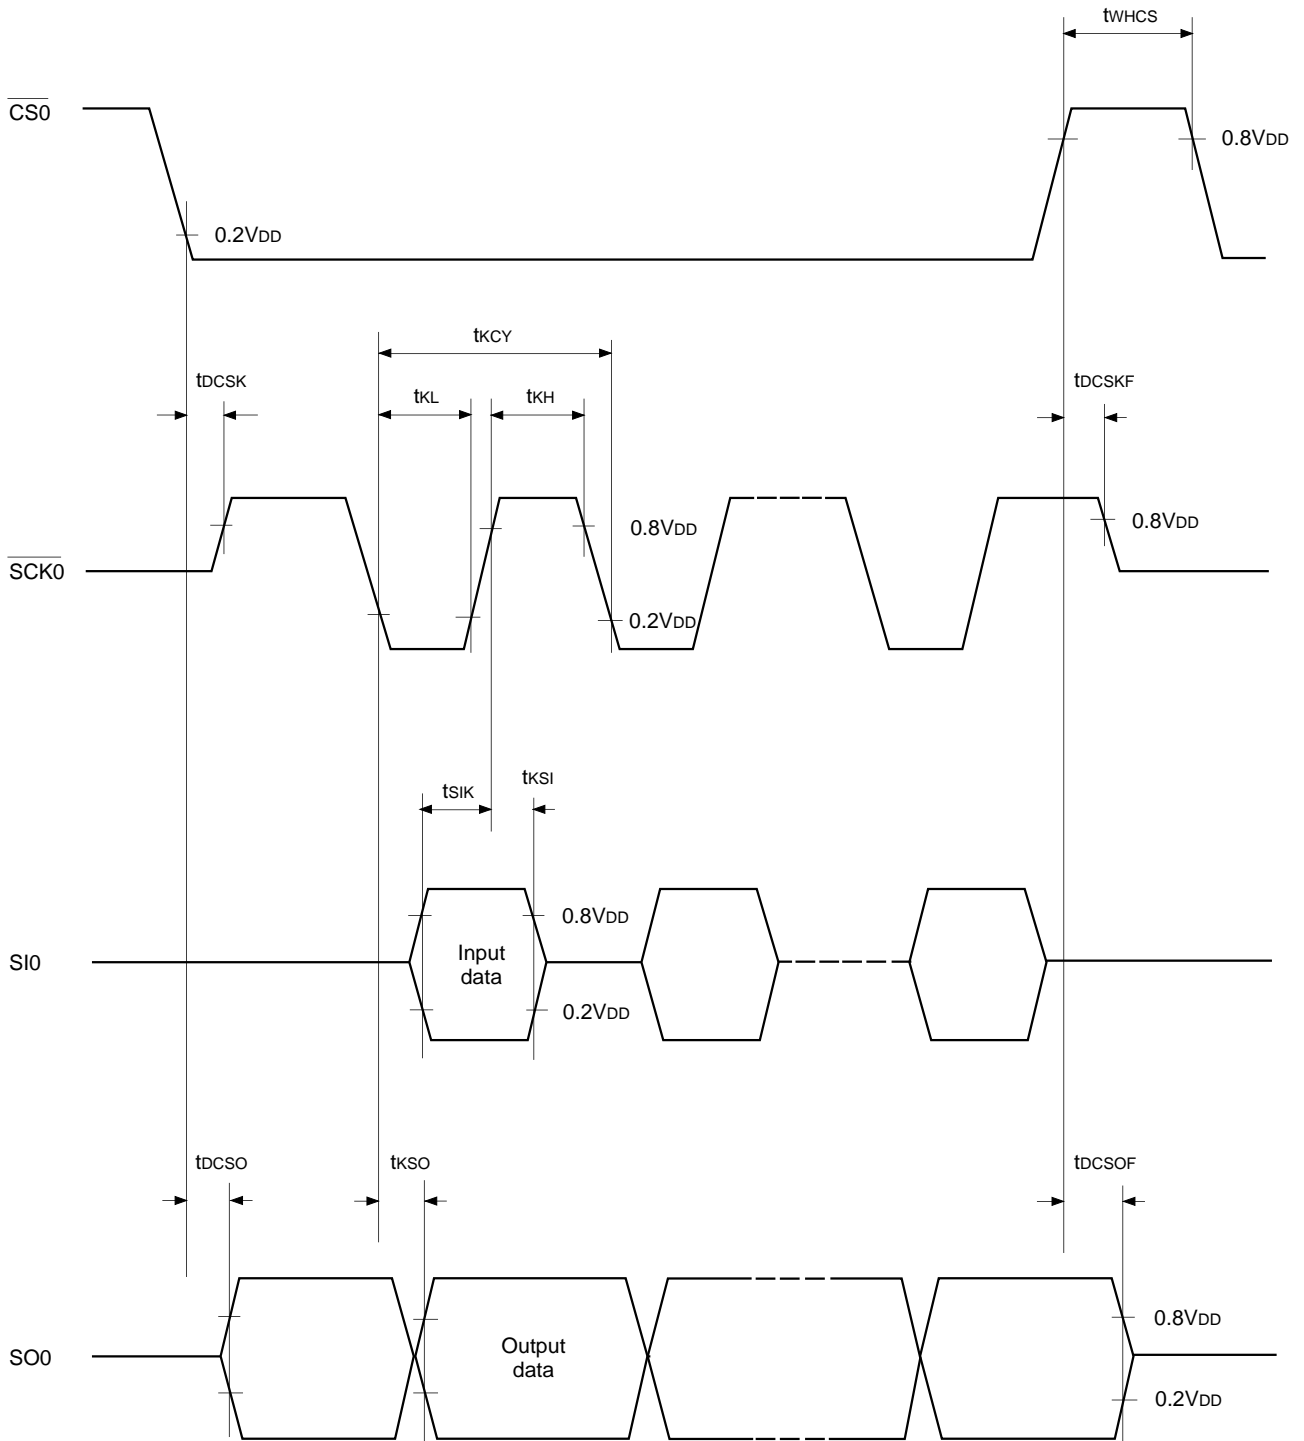 tWHCS
CS0
0.8VDD
0.2VDD
tKCY
tDCSK
tKL
tKH
tDCSKF
0.8VDD
0.8VDD
SCK0
0.2VDD
tSIK
tKSI
0.8VDD
SI0
Input
data
0.2VDD
tDCSO
tKSO
tDCSOF
0.8VDD
SO0
Output
data
0.2VDD